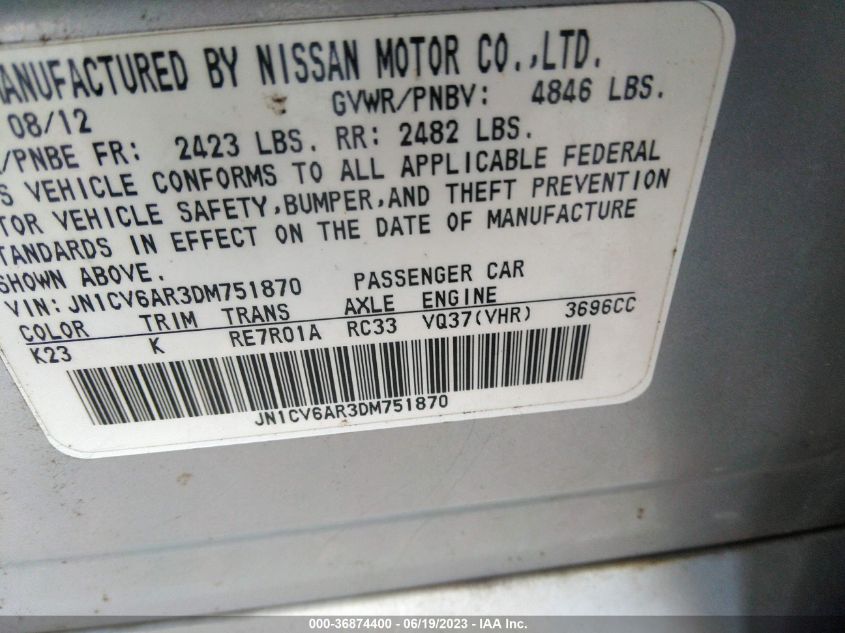 MANUFACTURED BY NISSAN MOTOR CO.,LTD.
08/12 GVWR/PNBV: 4846 LBS.
/PNBE FR: 2423 LBS. RR: 2482 LBS.
S VEHICLE CONFORMS TO ALL APPLICABLE FEDERAL
TOR VEHICLE SAFETY,BUMPER,AND THEFT PREVENTION
TANDARDS IN EFFECT ON THE DATE OF MANUFACTURE
SHOWN ABOVE.
VIN:JN1CV6AR3DM751870 PASSENGER CAR
COLOR TRIM TRANS AXLE ENGINE
K23 K RE7R01A RC33 VQ37(VHR) 3696CC
JN1CV6AR3DM751870
000-36874400 - 06/19/2023 - IAA Inc.